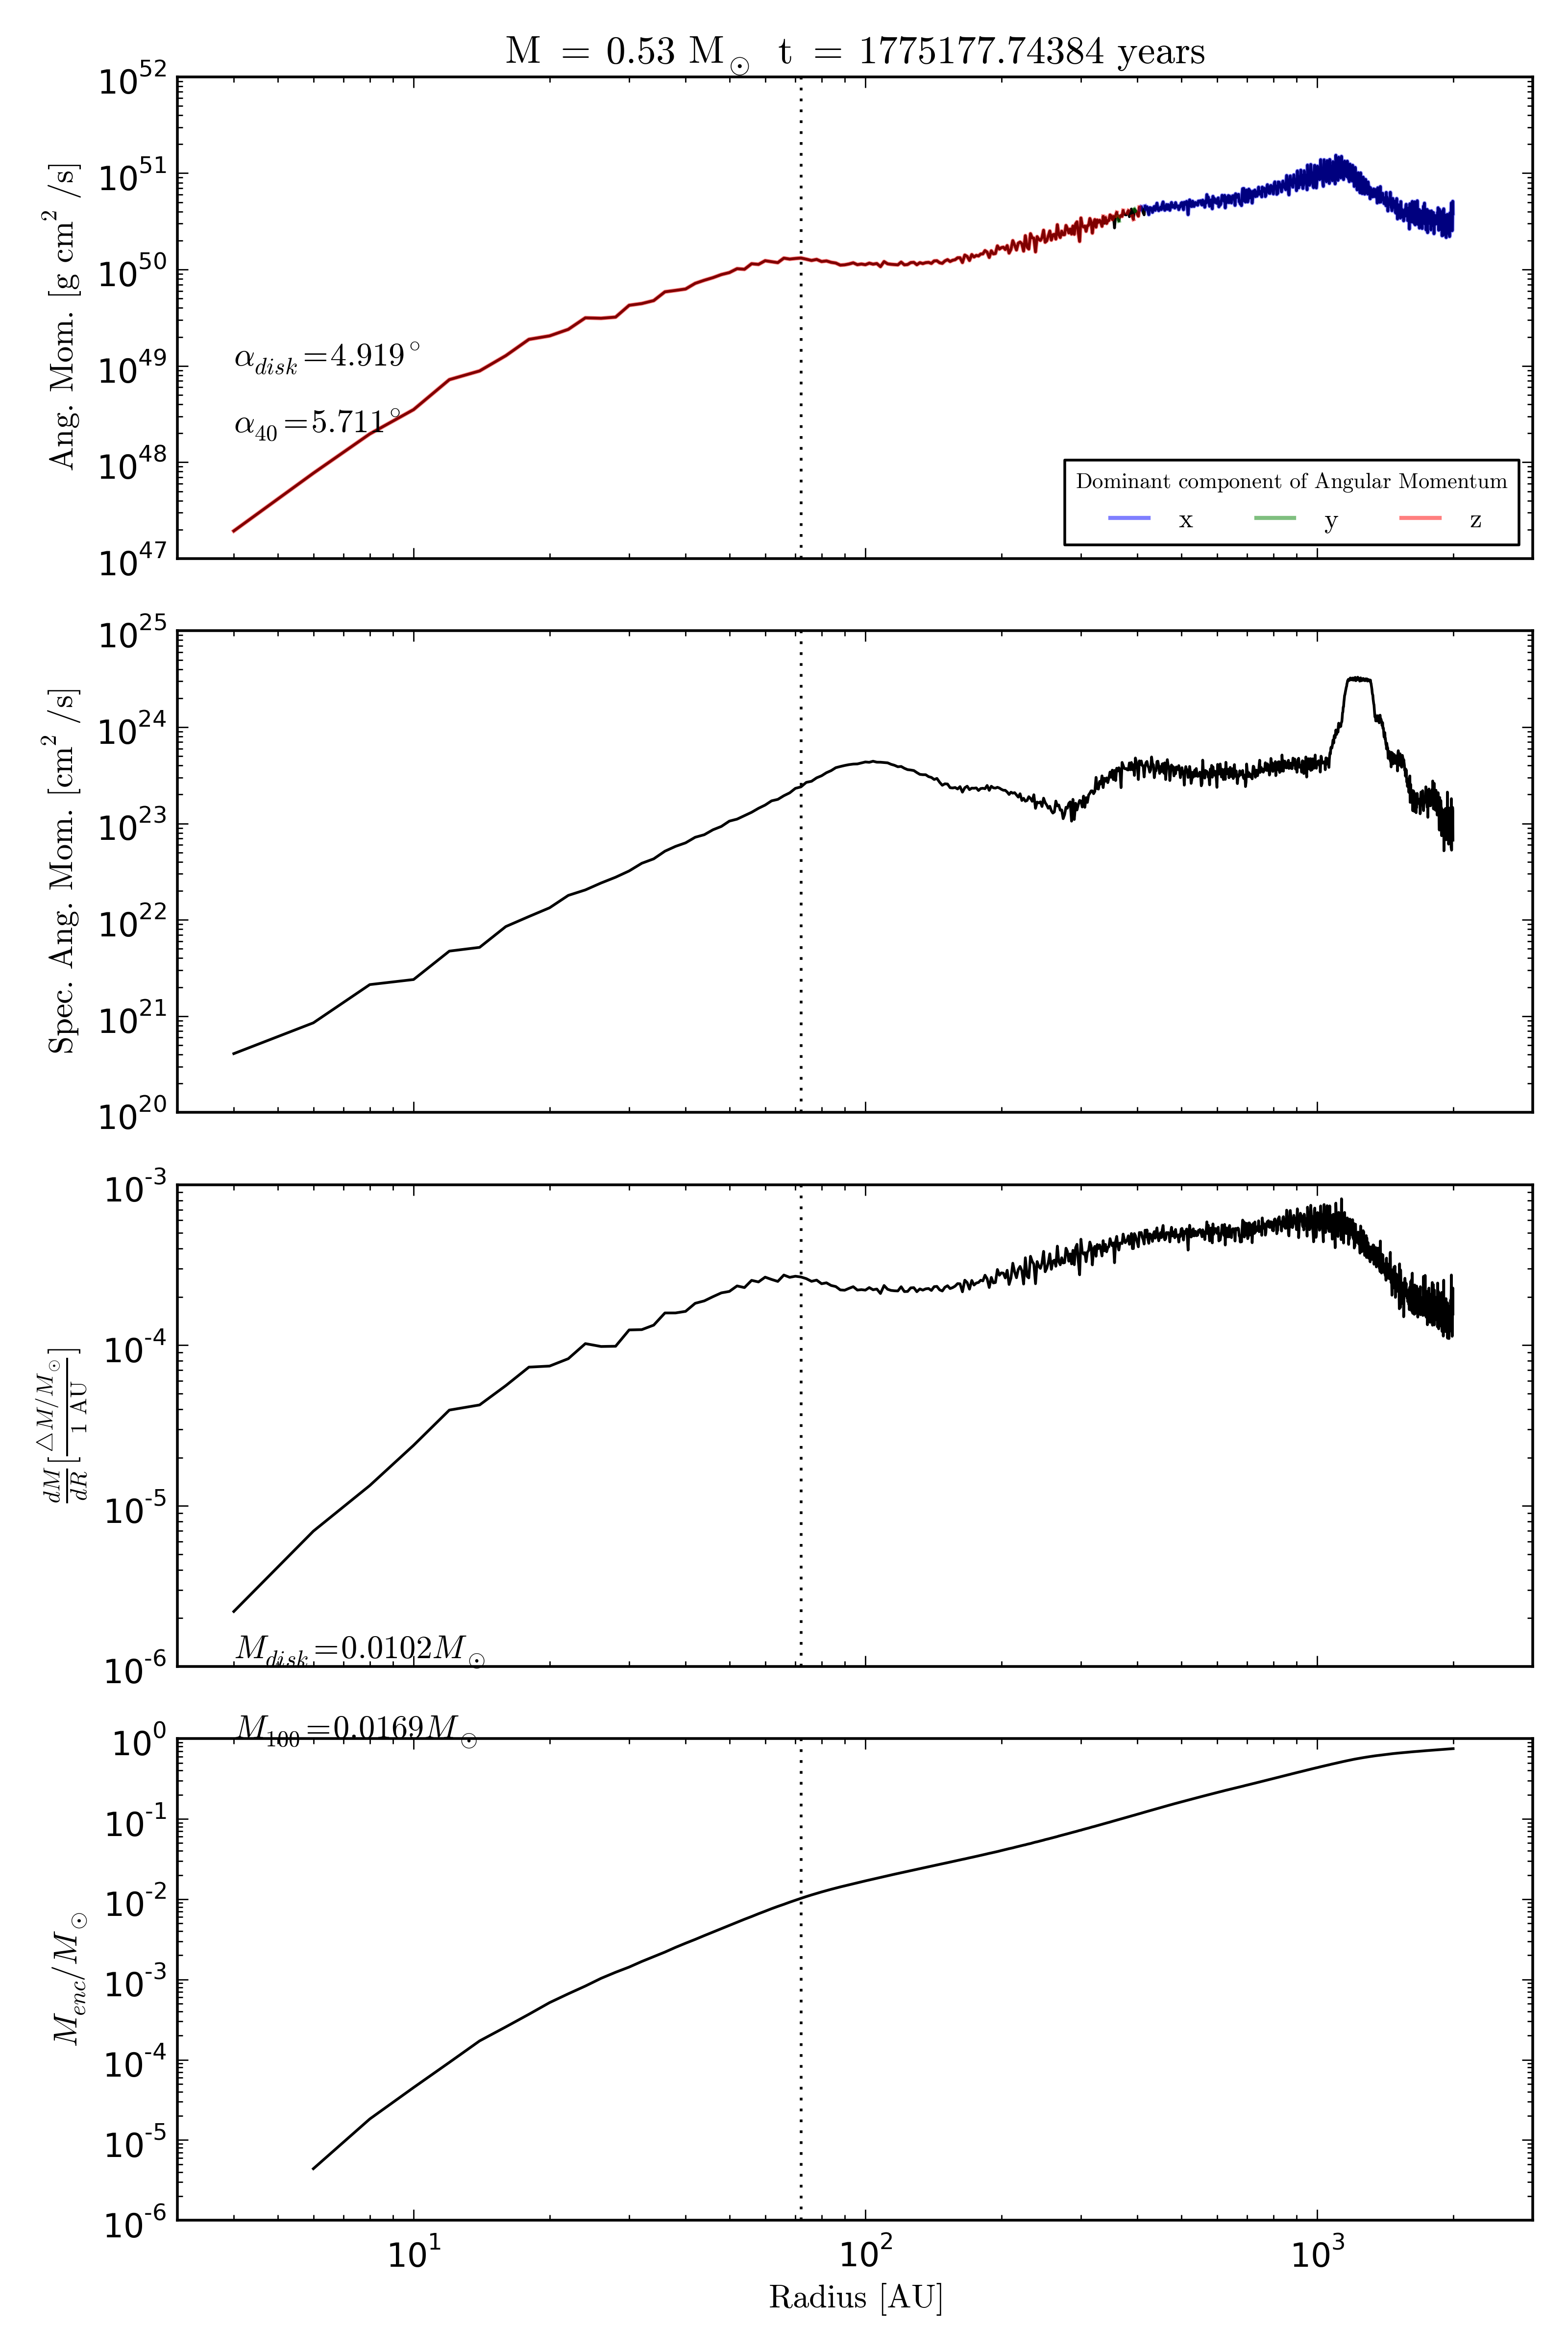 M = 0.53 M⊙ t = 1775177.74384 years
10^52
10^51
10^50
10^49
10^48
10^47
Ang. Mom. [g cm^2 /s]
α_disk = 4.919°
α_40 = 5.711°
Dominant component of Angular Momentum
x y z
10^25
10^24
10^23
10^22
10^21
10^20
Spec. Ang. Mom. [cm^2 /s]
10^-3
10^-4
10^-5
10^-6
dM/dR [△M/M⊙ / 1 AU]
M_disk = 0.0102M⊙
M_100 = 0.0169M⊙
10^0
10^-1
10^-2
10^-3
10^-4
10^-5
10^-6
M_enc/M⊙
10^1 10^2 10^3
Radius [AU]